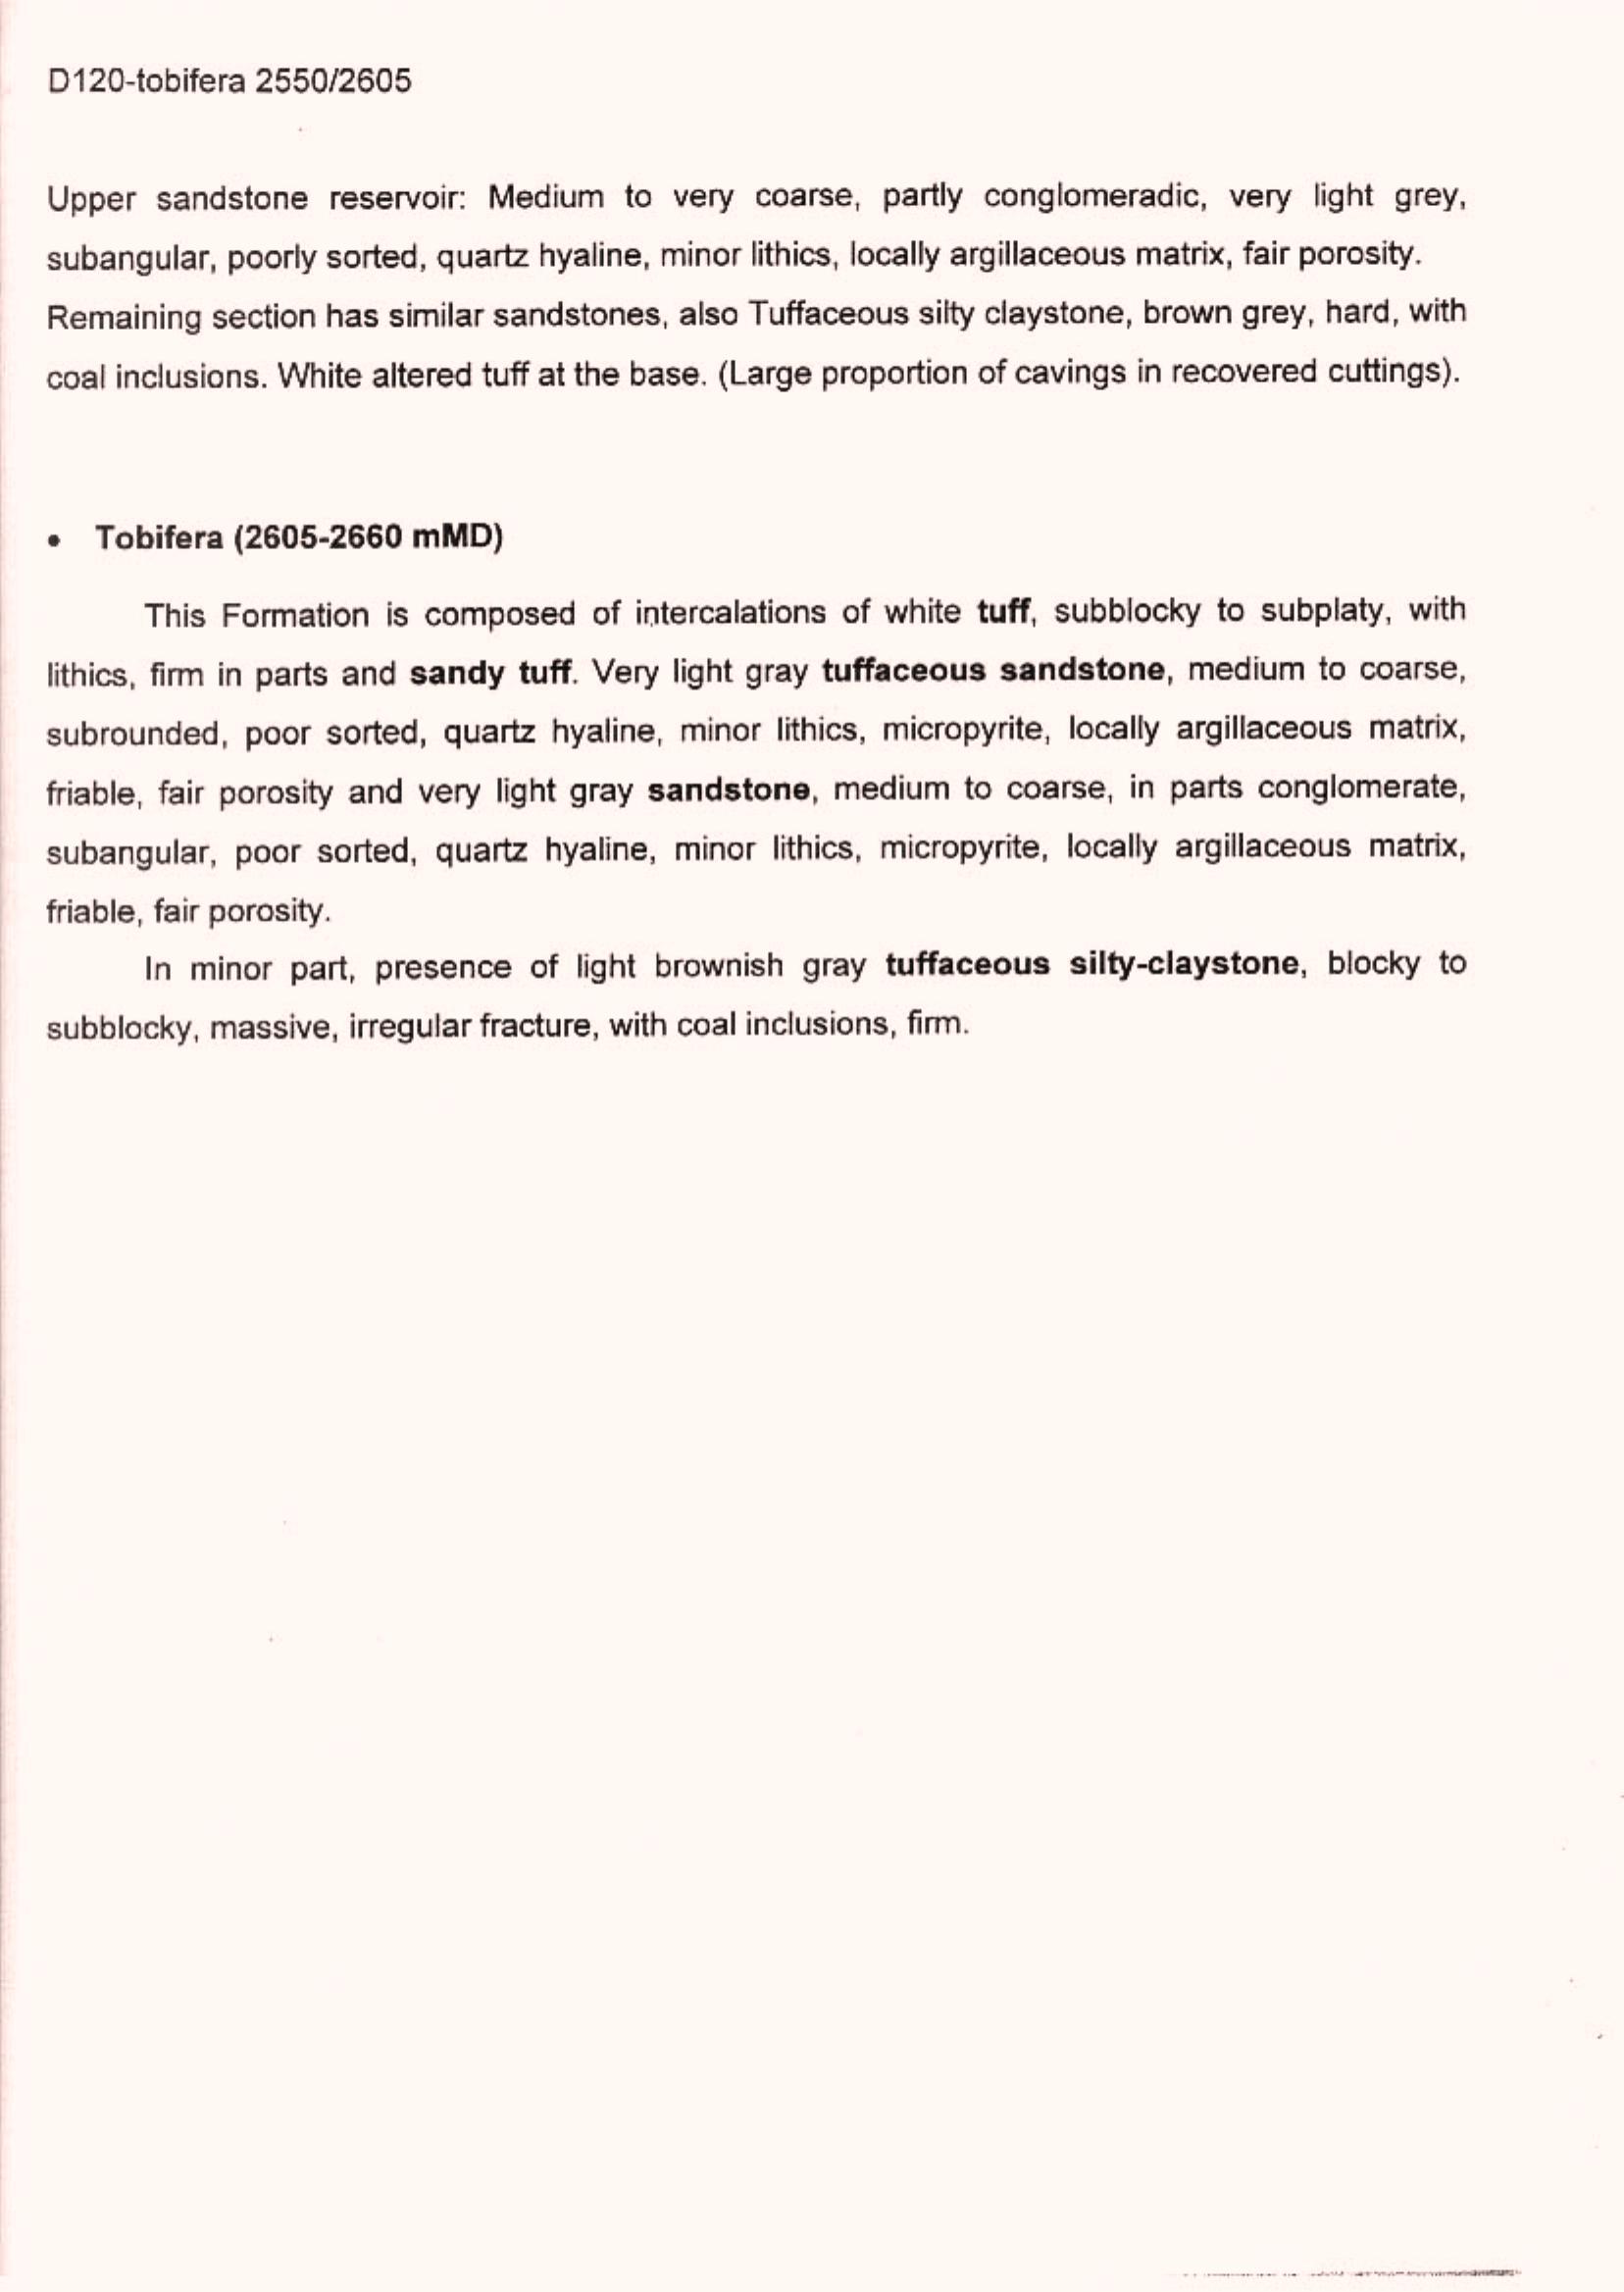 D120-tobifera 2550/2605
Upper sandstone reservoir: Medium to very coarse, partly conglomeradic, very light grey,
subangular, poorly sorted, quartz hyaline, minor lithics, locally argillaceous matrix, fair porosity.
Remaining section has similar sandstones, also Tuffaceous silty claystone, brown grey, hard, with
coal inclusions. White altered tuff at the base. (Large proportion of cavings in recovered cuttings).
• Tobifera (2605-2660 mMD)
This Formation is composed of intercalations of white tuff, subblocky to subplaty, with
lithics, firm in parts and sandy tuff. Very light gray tuffaceous sandstone, medium to coarse,
subrounded, poor sorted, quartz hyaline, minor lithics, micropyrite, locally argillaceous matrix,
friable, fair porosity and very light gray sandstone, medium to coarse, in parts conglomerate,
subangular, poor sorted, quartz hyaline, minor lithics, micropyrite, locally argillaceous matrix,
friable, fair porosity.
In minor part, presence of light brownish gray tuffaceous silty-claystone, blocky to
subblocky, massive, irregular fracture, with coal inclusions, firm.